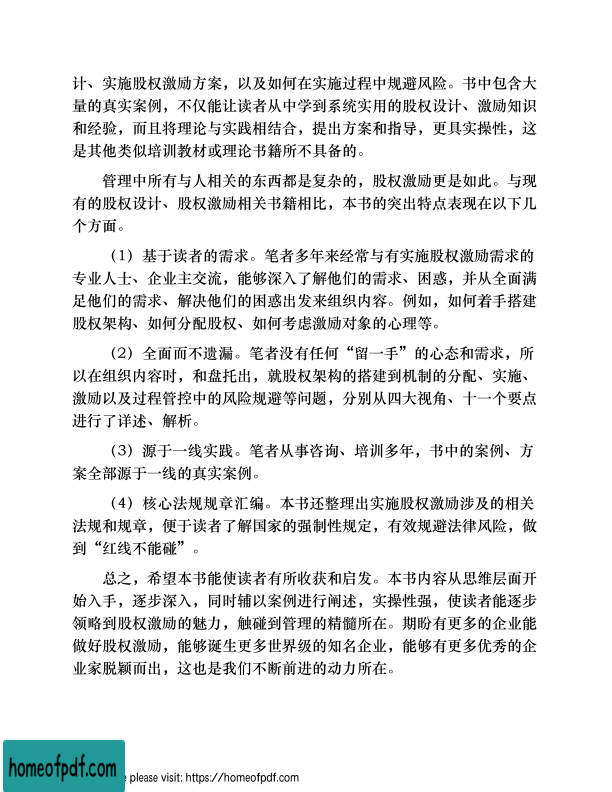 计、实施股权激励方案，以及如何在实施过程中规避风险。书中包含大
量的真实案例，不仅能让读者从中学到系统实用的股权设计、激励知识
和经验，而且将理论与实践相结合，提出方案和指导，更具实操性，这
是其他类似培训教材或理论书籍所不具备的。
管理中所有与人相关的东西都是复杂的，股权激励更是如此。与现
有的股权设计、股权激励相关书籍相比，本书的突出特点表现在以下几
个方面。
（1）基于读者的需求。笔者多年来经常与有实施股权激励需求的
专业人士、企业主交流，能够深入了解他们的需求、困惑，并从全面满
足他们的需求、解决他们的困惑出发来组织内容。例如，如何着手搭建
股权架构、如何分配股权、如何考虑激励对象的心理等。
（2）全面而不遗漏。笔者没有任何“留一手”的心态和需求，所
以在组织内容时，和盘托出，就股权架构的搭建到机制的分配、实施、
激励以及过程管控中的风险规避等问题，分别从四大视角、十一个要点
进行了详述、解析。
（3）源于一线实践。笔者从事咨询、培训多年，书中的案例、方
案全部源于一线的真实案例。
（4）核心法规规章汇编。本书还整理出实施股权激励涉及的相关
法规和规章，便于读者了解国家的强制性规定，有效规避法律风险，做
到“红线不能碰”。
总之，希望本书能使读者有所收获和启发。本书内容从思维层面开
始入手，逐步深入，同时辅以案例进行阐述，实操性强，使读者能逐步
领略到股权激励的魅力，触碰到管理的精髓所在。期盼有更多的企业能
做好股权激励，能够诞生更多世界级的知名企业，能够有更多优秀的企
业家脱颖而出，这也是我们不断前进的动力所在。
homeofpdf.com
please visit: https://homeofpdf.com